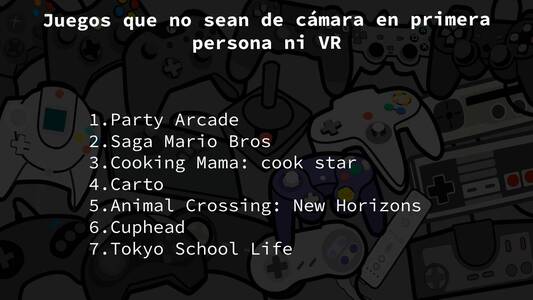 Juegos que no sean de cámara en primera
persona ni VR
1.Party Arcade
2.Saga Mario Bros
3.Cooking Mama: cook star
4.Carto
5.Animal Crossing: New Horizons
6.Cuphead
7.Tokyo School Life